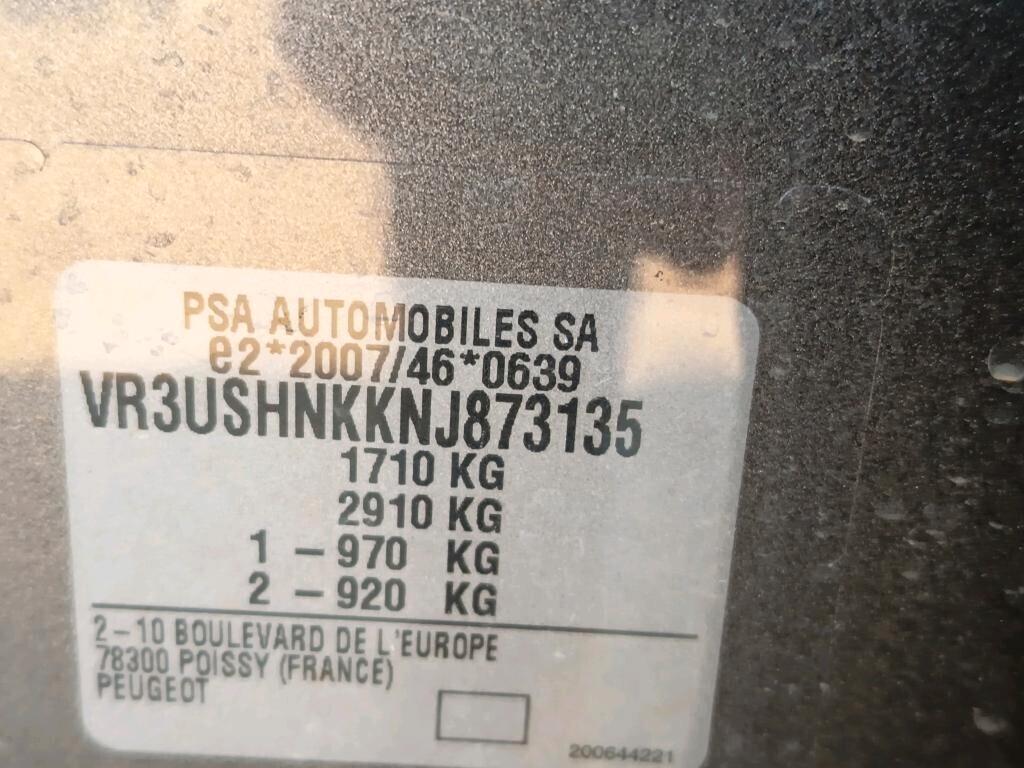 PSA AUTOMOBILES SA
e2*2007/46*0639
VR3USHNKKNJ873135
1710 KG
2910 KG
1 - 970 KG
2 - 920 KG
2-10 BOULEVARD DE L'EUROPE
78300 POISSY (FRANCE)
PEUGEOT
200644221